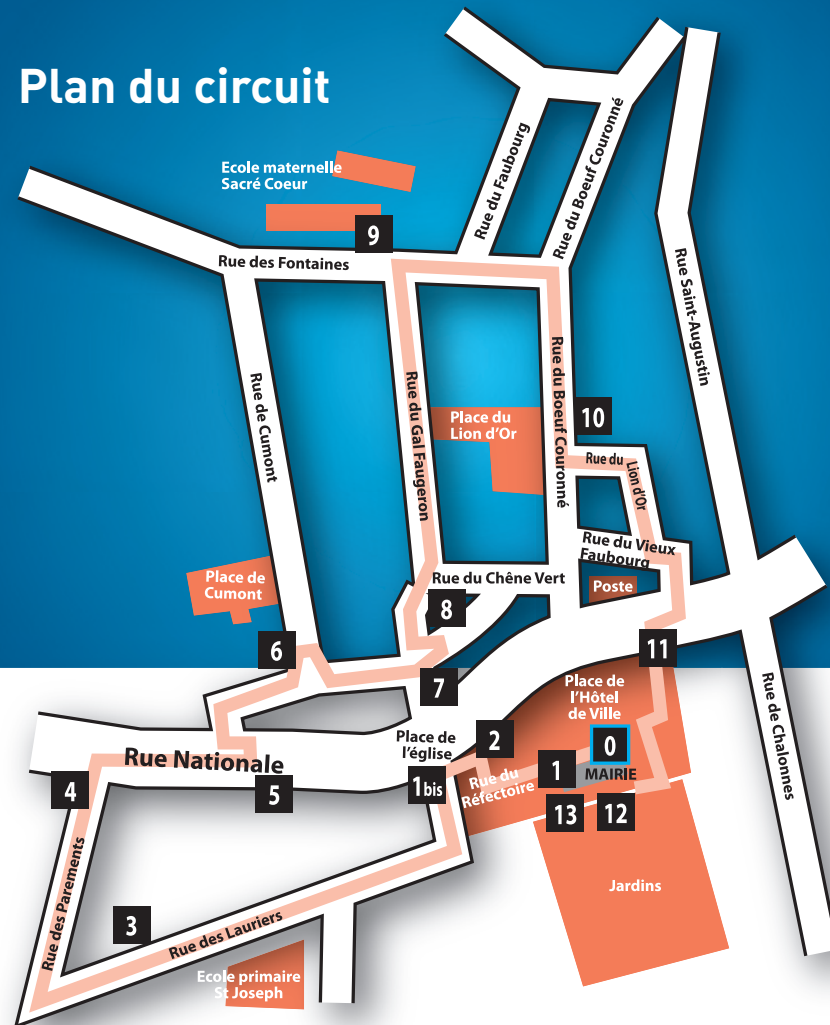 Plan du circuit
Ecole maternelle
Sacré Coeur
9
Rue des Fontaines
Rue du Faubourg
Rue du Boeuf Couronné
Rue Saint-Augustin
Rue de Cumont
Rue du Gal Faugeron
Place du
Lion d'Or
Rue du Boeuf Couronné
10
Rue du
Lion d'Or
Rue du Vieux
Faubourg
Place de
Cumont
Rue du Chêne Vert
Poste
8
6
11
7
Place de
l'Hôtel
de Ville
Rue de Chalonnes
Place de
l'église
2
0
Rue Nationale
1
MAIRIE
Rue du
Réfectoire
4
5
1bis
13
12
Rue des Parements
3
Rue des Lauriers
Jardins
Ecole primaire
St Joseph